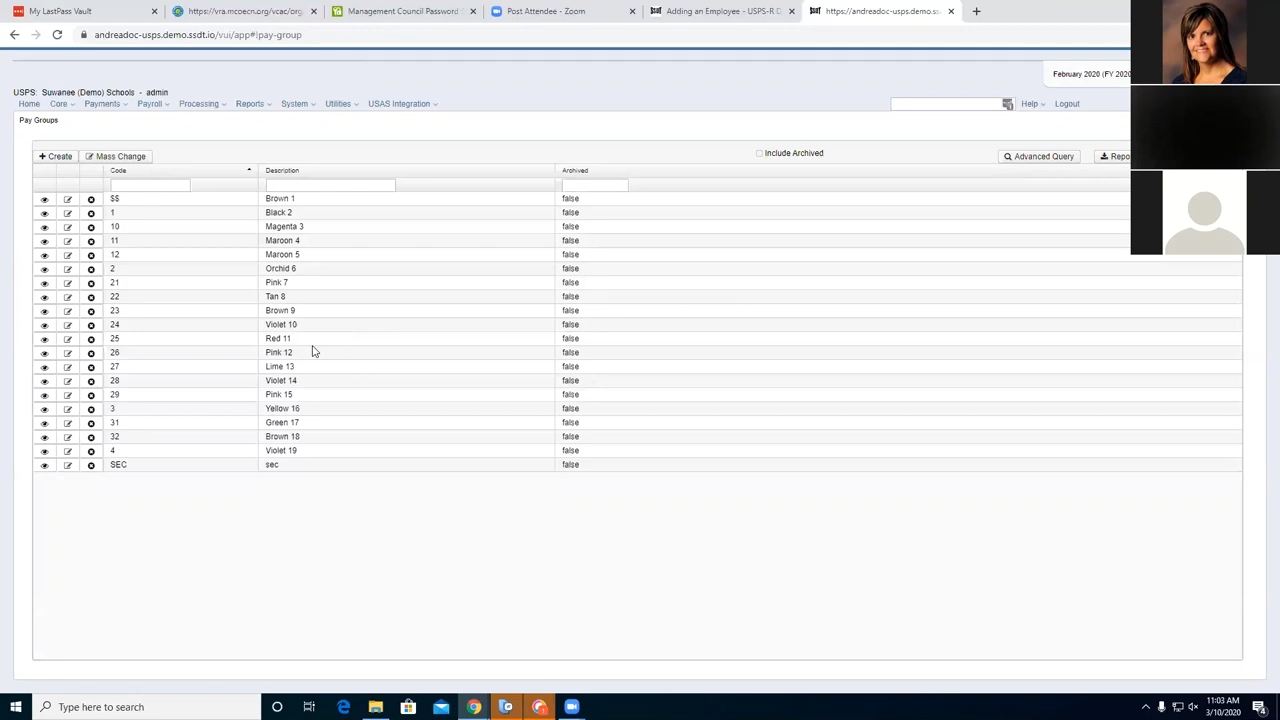 My LastPass Vault
https://vra.mcoecn.org/vcac/org
Management Council Password
Post Attendee - Zoom
Adding an Employee - USPS-R D
https://andreadoc-usps.demo.ss
andreadoc-usps.demo.ssdt.io/vui/app#!pay-group
February 2020 (FY 2020
USPS: Suwanee (Demo) Schools - admin
Home Core Payments Payroll Processing Reports System Utilities USAS Integration Help Logout
Pay Groups
Create Mass Change Include Archived Advanced Query Repo
Code Description Archived
$$ Brown 1 false
1 Black 2 false
10 Magenta 3 false
11 Maroon 4 false
12 Maroon 5 false
2 Orchid 6 false
21 Pink 7 false
22 Tan 8 false
23 Brown 9 false
24 Violet 10 false
25 Red 11 false
26 Pink 12 false
27 Lime 13 false
28 Violet 14 false
29 Pink 15 false
3 Yellow 16 false
31 Green 17 false
32 Brown 18 false
4 Violet 19 false
SEC sec false
Type here to search
11:03 AM
3/10/2020
4